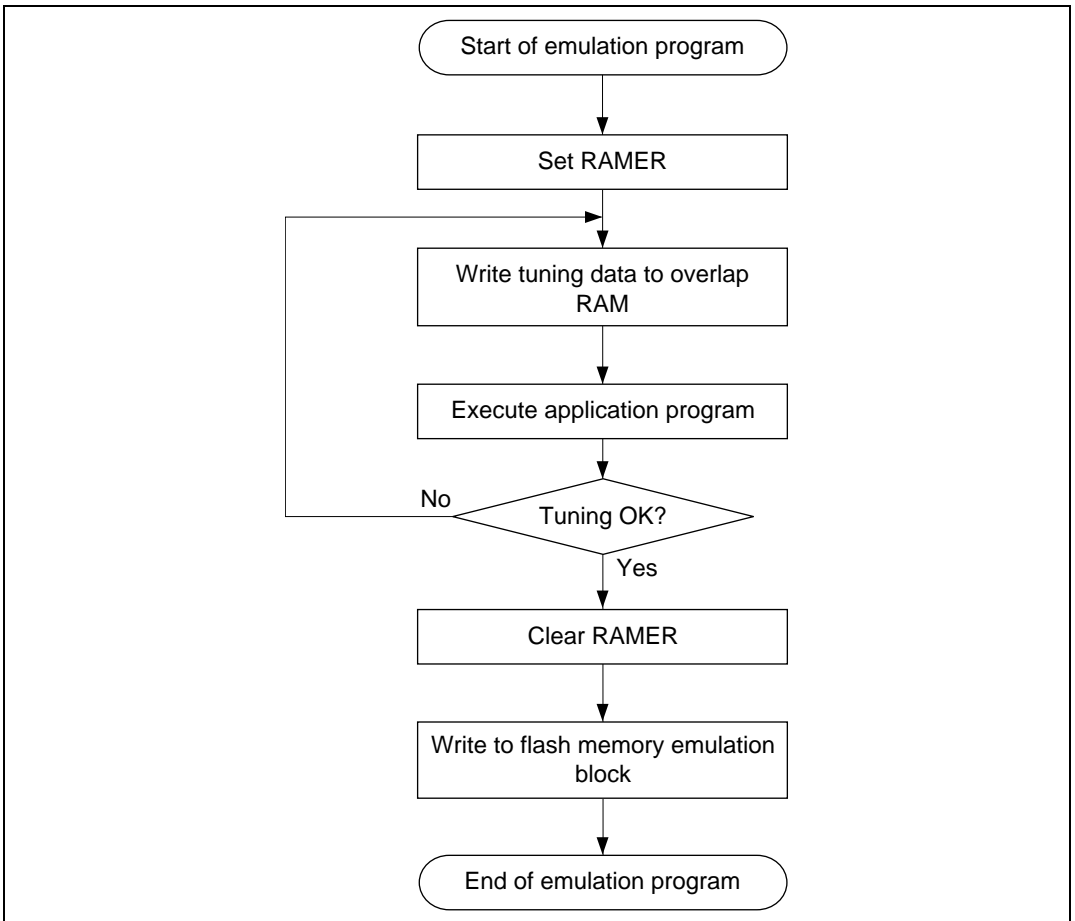 Start of emulation program
Set RAMER
Write tuning data to overlap
RAM
Execute application program
No
Tuning OK?
Yes
Clear RAMER
Write to flash memory emulation
block
End of emulation program